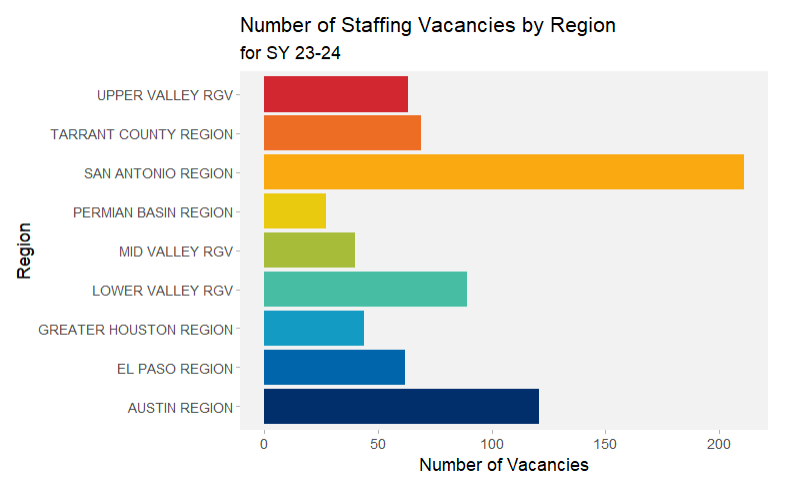 Number of Staffing Vacancies by Region
for SY 23-24
UPPER VALLEY RGV
TARRANT COUNTY REGION
SAN ANTONIO REGION
PERMIAN BASIN REGION
MID VALLEY RGV
LOWER VALLEY RGV
GREATER HOUSTON REGION
EL PASO REGION
AUSTIN REGION
Region
0 50 100 150 200
Number of Vacancies